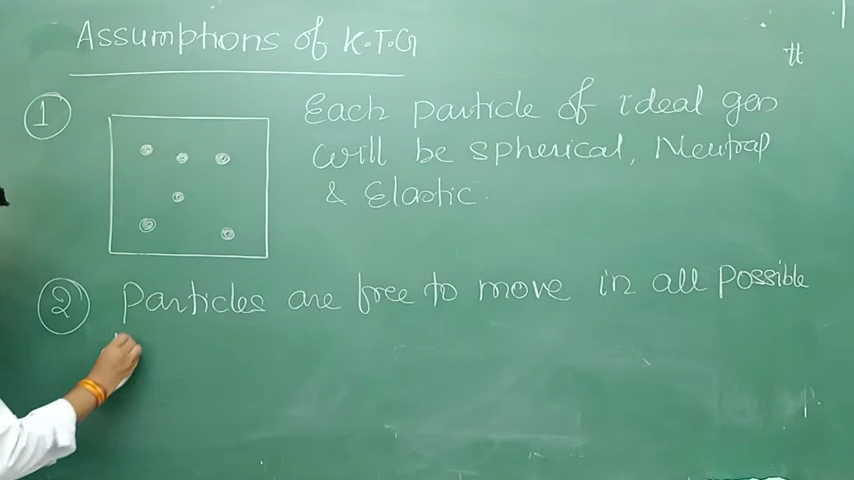 Assumptions of K.T.G
1 Each particle of ideal gas
will be spherical, Neutral
& Elastic.
2 Particles are free to move in all possible